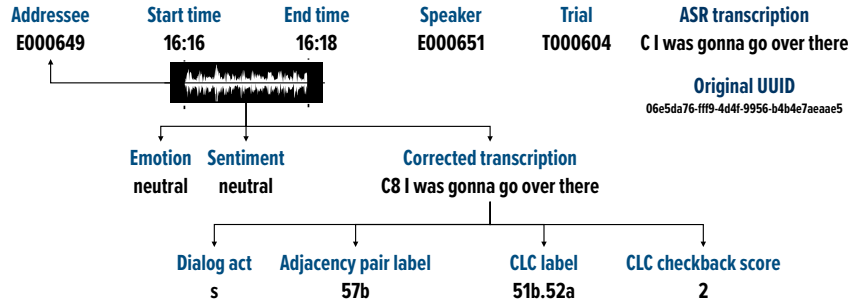 Addressee Start time End time Speaker Trial ASR transcription
E000649 16:16 16:18 E000651 T000604 C I was gonna go over there
Original UUID
06e5da76-fff9-4d4f-9956-b4b4e7aeaae5
Emotion Sentiment Corrected transcription
neutral neutral C8 I was gonna go over there
Dialog act Adjacency pair label CLC label CLC checkback score
s 57b 51b.52a 2